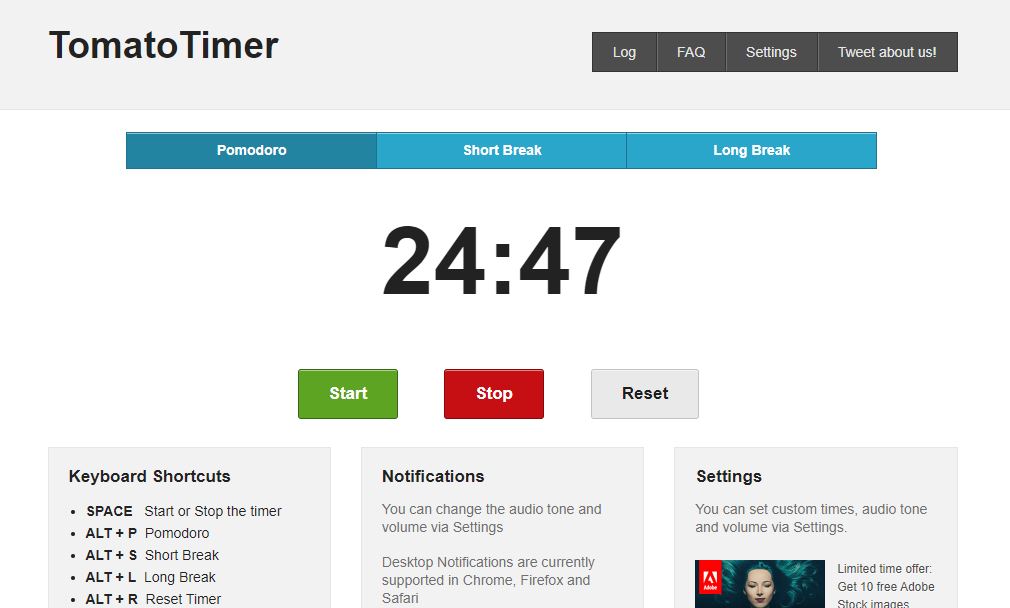 TomatoTimer
Log FAQ Settings Tweet about us!
Pomodoro Short Break Long Break
24:47
Start Stop Reset
Keyboard Shortcuts
SPACE Start or Stop the timer
ALT + P Pomodoro
ALT + S Short Break
ALT + L Long Break
ALT + R Reset Timer
Notifications
You can change the audio tone and
volume via Settings
Desktop Notifications are currently
supported in Chrome, Firefox and
Safari
Settings
You can set custom times, audio tone
and volume via Settings.
Adobe
Limited time offer:
Get 10 free Adobe
Stock images